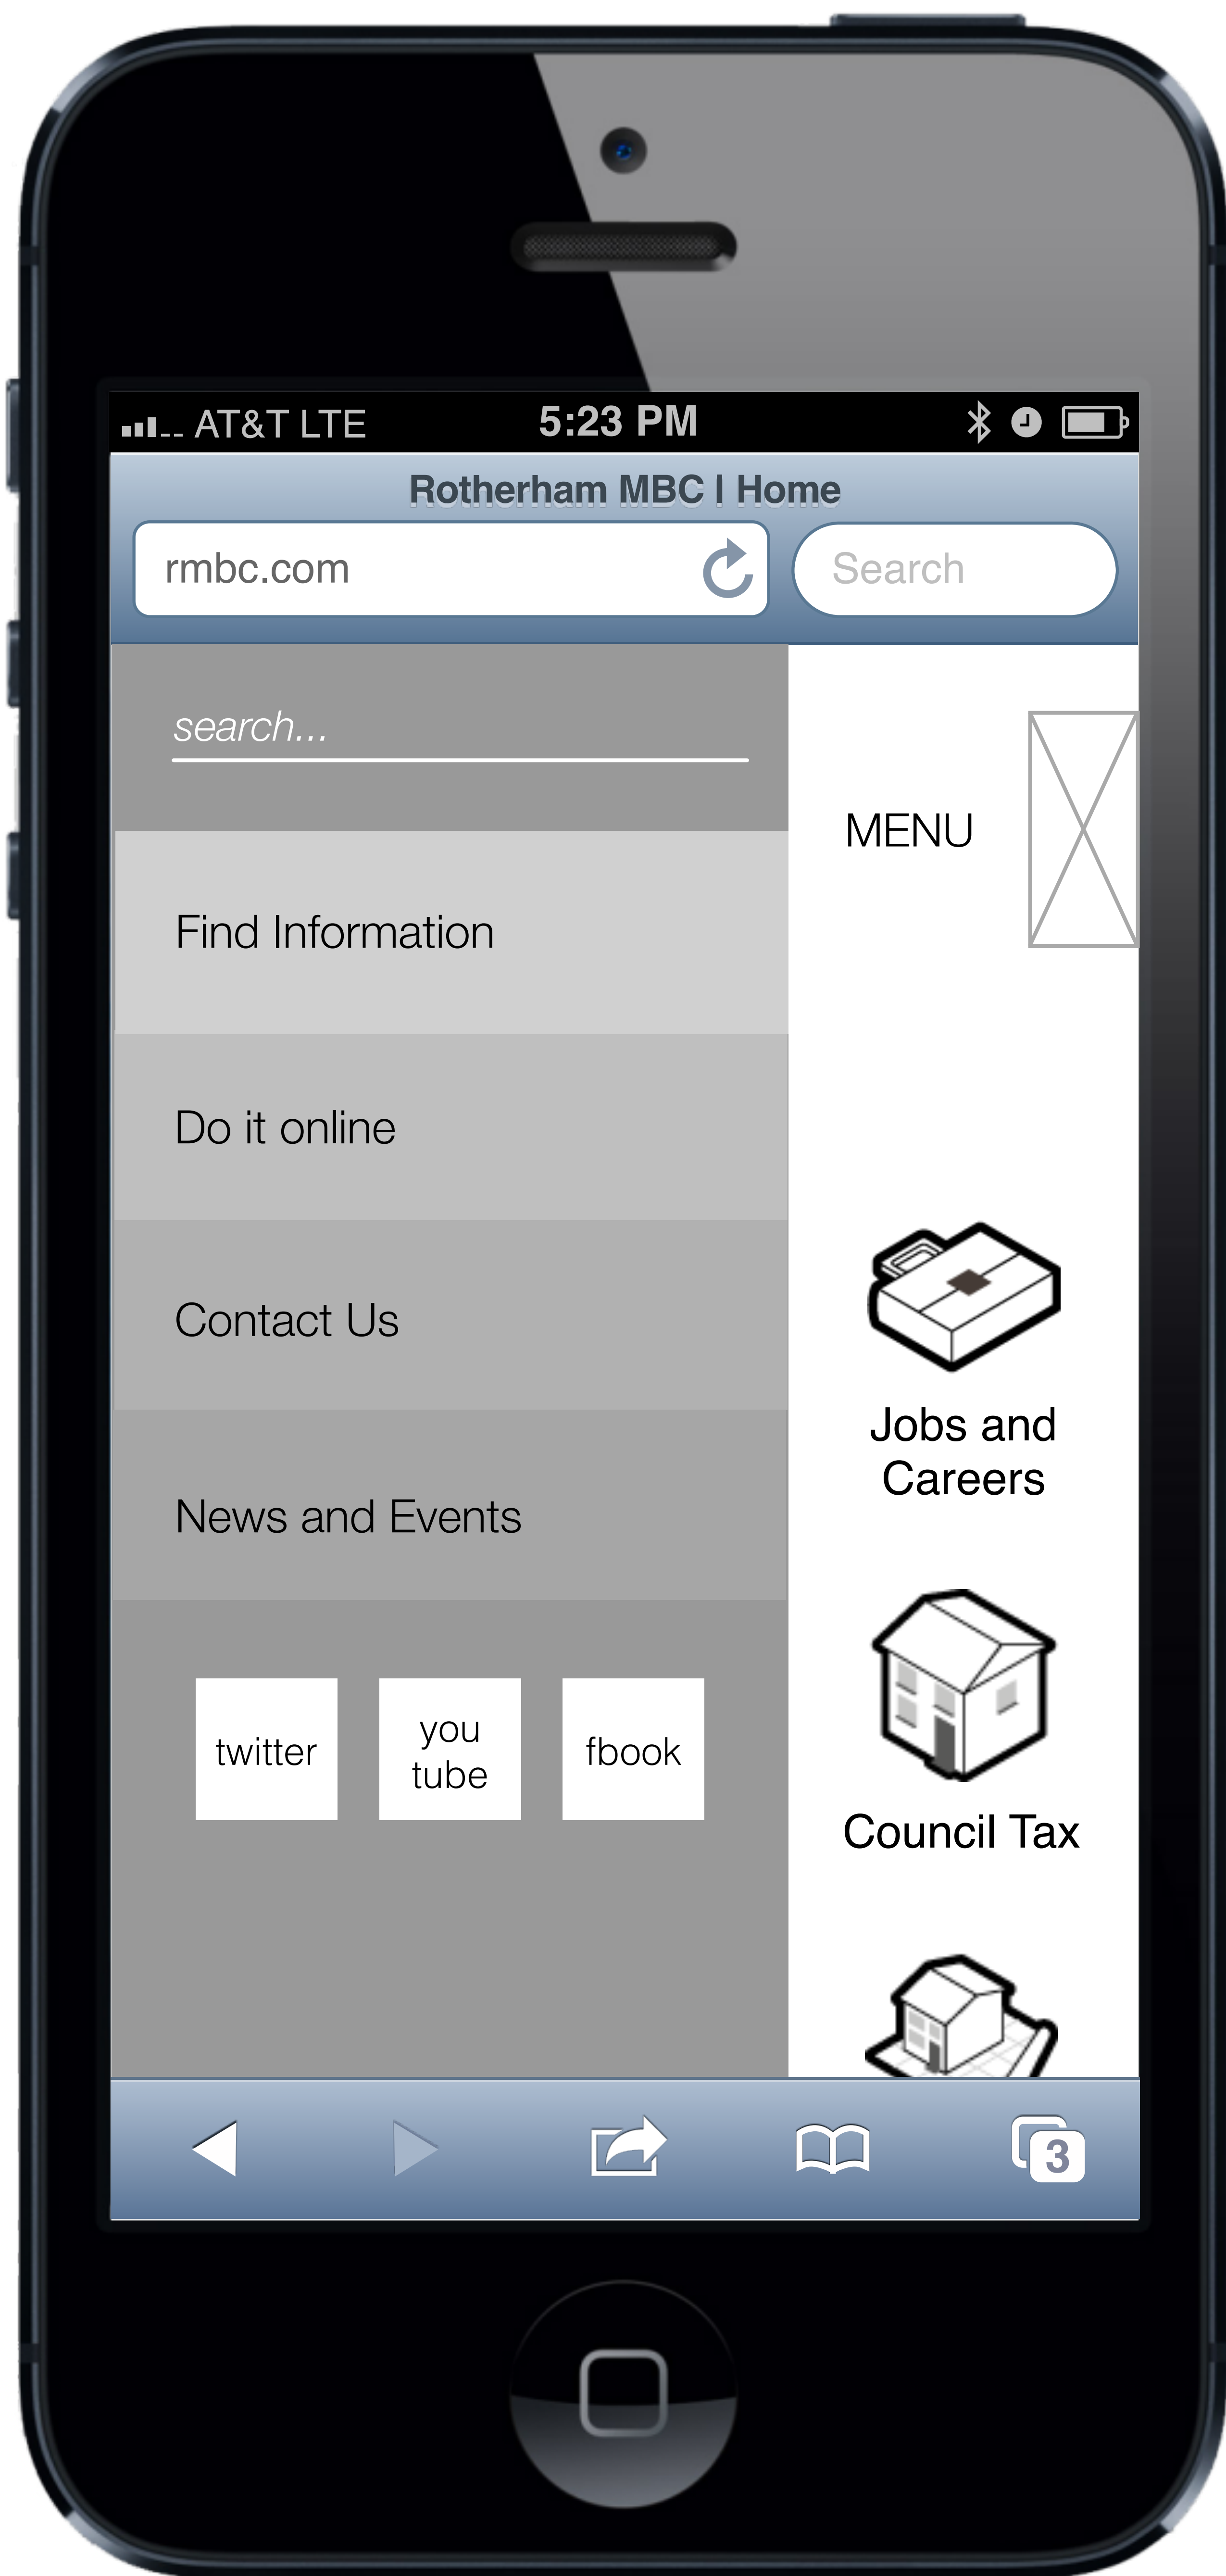 AT&T LTE 5:23 PM
Rotherham MBC | Home
rmbc.com Search
search...
MENU
Find Information
Do it online
Contact Us
News and Events
Jobs and
Careers
twitter
you
tube
fbook
Council Tax
3